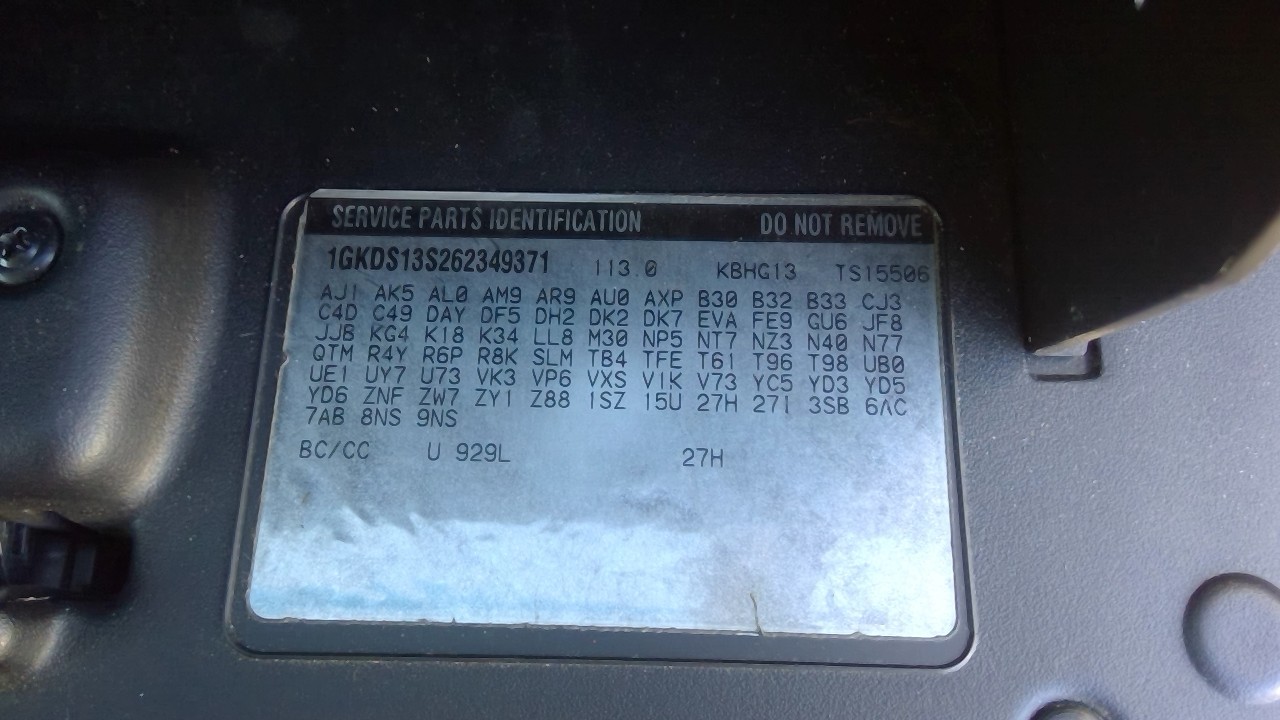 SERVICE PARTS IDENTIFICATION DO NOT REMOVE
1GKDS13S262349371 113.0 KBHG13 TS15506
AJ1 AK5 AL0 AM9 AR9 AU0 AXP B30 B32 B33 CJ3
C4D C49 DAY DF5 DH2 DK2 DK7 EVA FE9 GU6 JF8
JJB KG4 K18 K34 LL8 M30 NP5 NT7 NZ3 N40 N77
QTM R4Y R6P R8K SLM TB4 TFE T61 T96 T98 UB0
UE1 UY7 U73 VK3 VP6 VXS V1K V73 YC5 YD3 YD5
YD6 ZNF ZW7 ZY1 Z88 1SZ 15U 27H 27I 3SB 6AC
7AB 8NS 9NS
BC/CC U 929L 27H